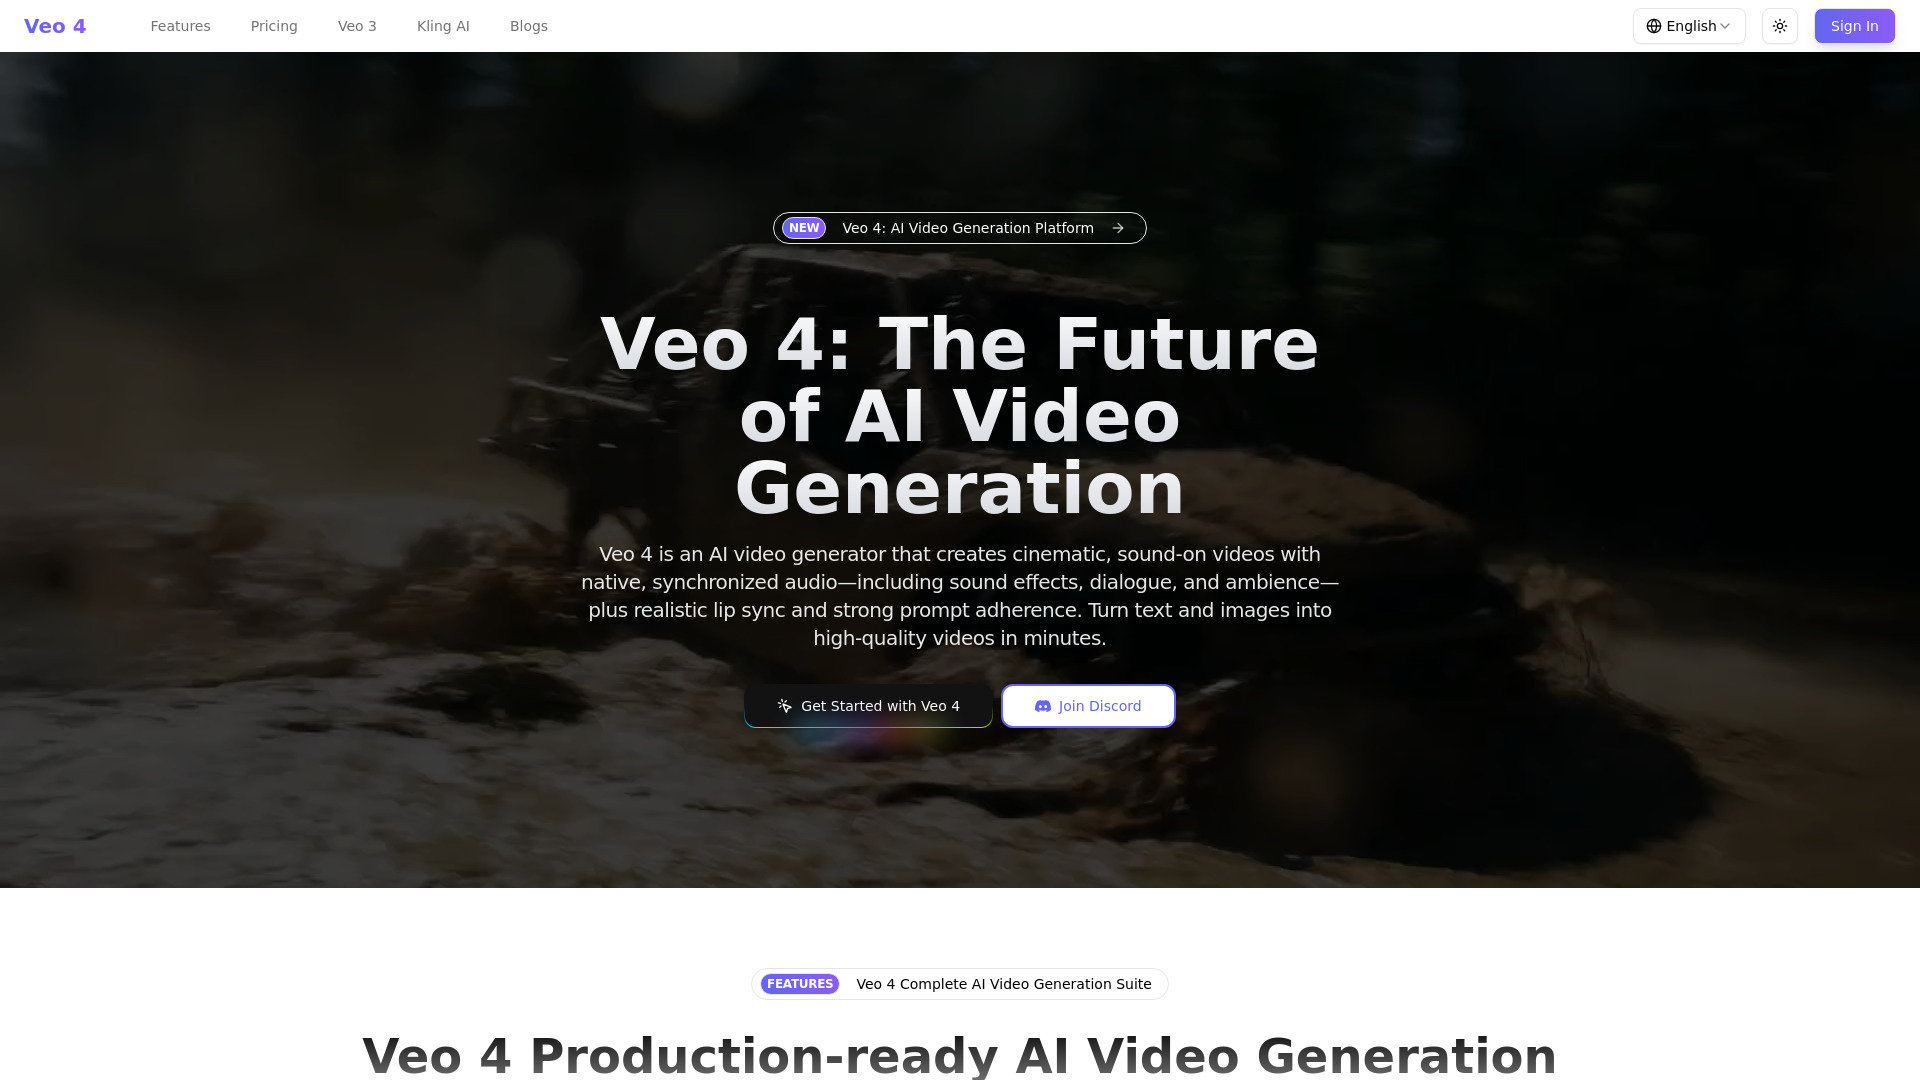 Veo 4
Features
Pricing
Veo 3
Kling AI
Blogs
English
Sign In
NEW Veo 4: AI Video Generation Platform
Veo 4: The Future
of AI Video
Generation
Veo 4 is an AI video generator that creates cinematic, sound-on videos with
native, synchronized audio—including sound effects, dialogue, and ambience—
plus realistic lip sync and strong prompt adherence. Turn text and images into
high-quality videos in minutes.
Get Started with Veo 4
Join Discord
FEATURES Veo 4 Complete AI Video Generation Suite
Veo 4 Production-ready AI Video Generation